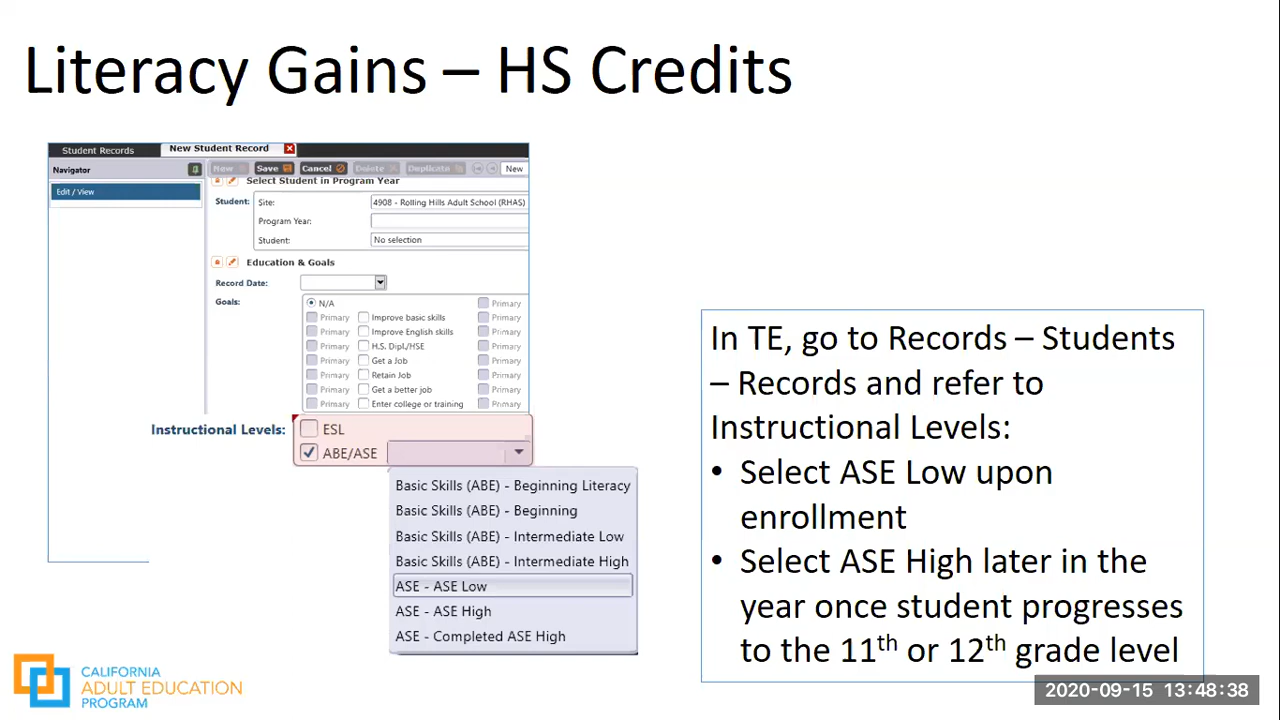 Literacy Gains – HS Credits
Student Records
New Student Record
Navigator
New
Save
Cancel
Delete
Duplicate
New
Edit / View
Select Student in Program Year
Student:
Site:
4908 - Rolling Hills Adult School (RHAS)
Program Year:
Student:
No selection
Education & Goals
Record Date:
Goals:
N/A
Primary
Primary
Improve basic skills
Primary
Primary
Improve English skills
Primary
Primary
H.S. Dipl./HSE
Primary
Primary
Get a Job
Primary
Primary
Retain Job
Primary
Primary
Get a better job
Primary
Primary
Enter college or training
Primary
Instructional Levels:
ESL
ABE/ASE
Basic Skills (ABE) - Beginning Literacy
Basic Skills (ABE) - Beginning
Basic Skills (ABE) - Intermediate Low
Basic Skills (ABE) - Intermediate High
ASE - ASE Low
ASE - ASE High
ASE - Completed ASE High
In TE, go to Records – Students
– Records and refer to
Instructional Levels:
• Select ASE Low upon
enrollment
• Select ASE High later in the
year once student progresses
to the 11th or 12th grade level
CALIFORNIA
ADULT EDUCATION
PROGRAM
2020-09-15 13:48:38